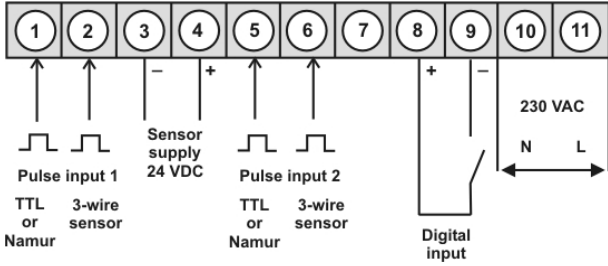 1 2 3 4 5 6 7 8 9 10 11
– + + –
230 VAC
N L
Sensor
supply
24 VDC
Pulse input 1
TTL
or
Namur
3-wire
sensor
Pulse input 2
TTL
or
Namur
3-wire
sensor
Digital
input